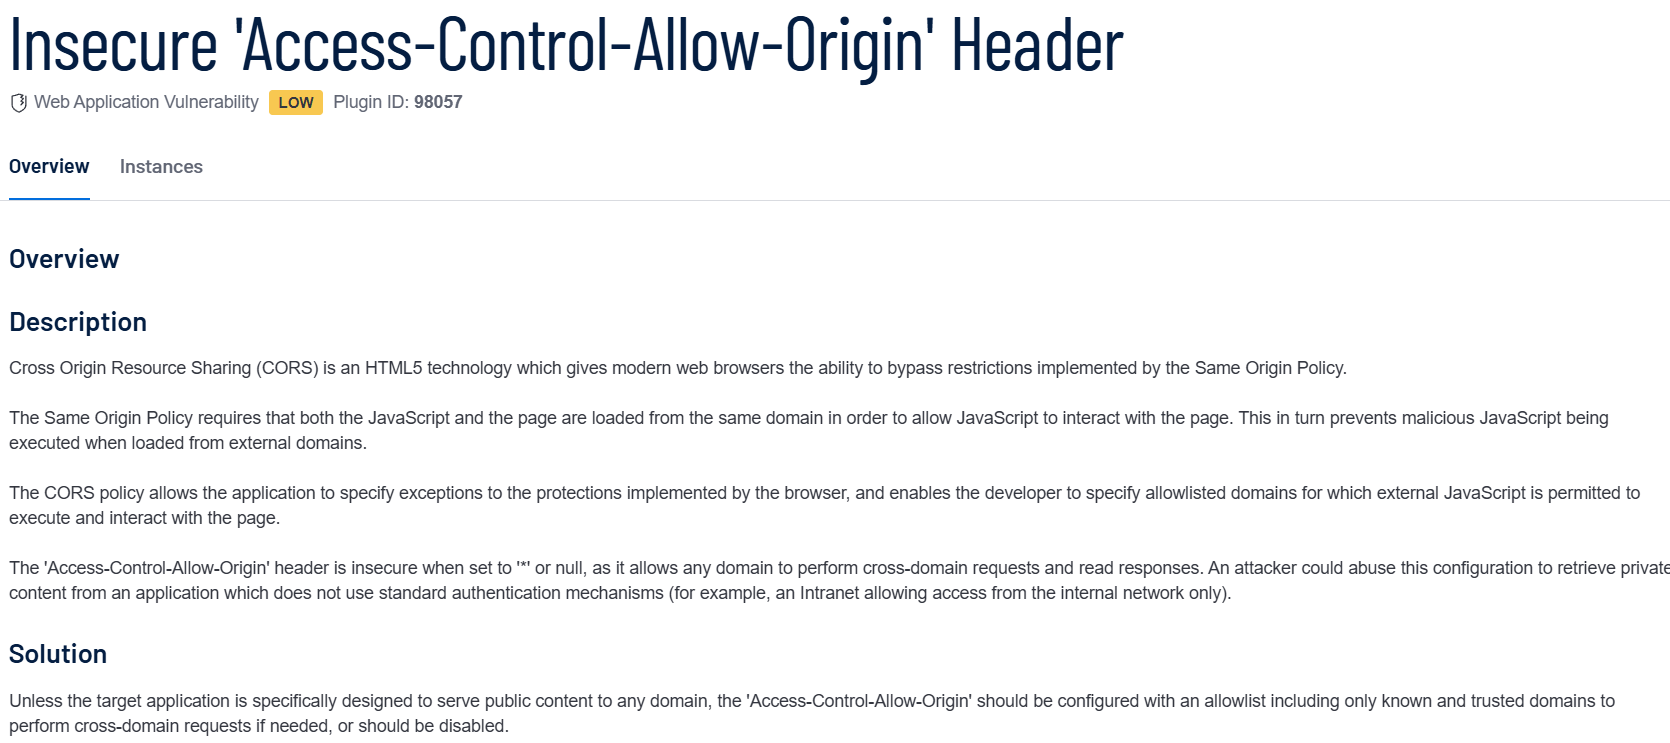 Insecure 'Access-Control-Allow-Origin' Header
Web Application Vulnerability LOW Plugin ID: 98057
Overview Instances
Overview
Description
Cross Origin Resource Sharing (CORS) is an HTML5 technology which gives modern web browsers the ability to bypass restrictions implemented by the Same Origin Policy.
The Same Origin Policy requires that both the JavaScript and the page are loaded from the same domain in order to allow JavaScript to interact with the page. This in turn prevents malicious JavaScript being
executed when loaded from external domains.
The CORS policy allows the application to specify exceptions to the protections implemented by the browser, and enables the developer to specify allowlisted domains for which external JavaScript is permitted to
execute and interact with the page.
The 'Access-Control-Allow-Origin' header is insecure when set to '*' or null, as it allows any domain to perform cross-domain requests and read responses. An attacker could abuse this configuration to retrieve private
content from an application which does not use standard authentication mechanisms (for example, an Intranet allowing access from the internal network only).
Solution
Unless the target application is specifically designed to serve public content to any domain, the 'Access-Control-Allow-Origin' should be configured with an allowlist including only known and trusted domains to
perform cross-domain requests if needed, or should be disabled.